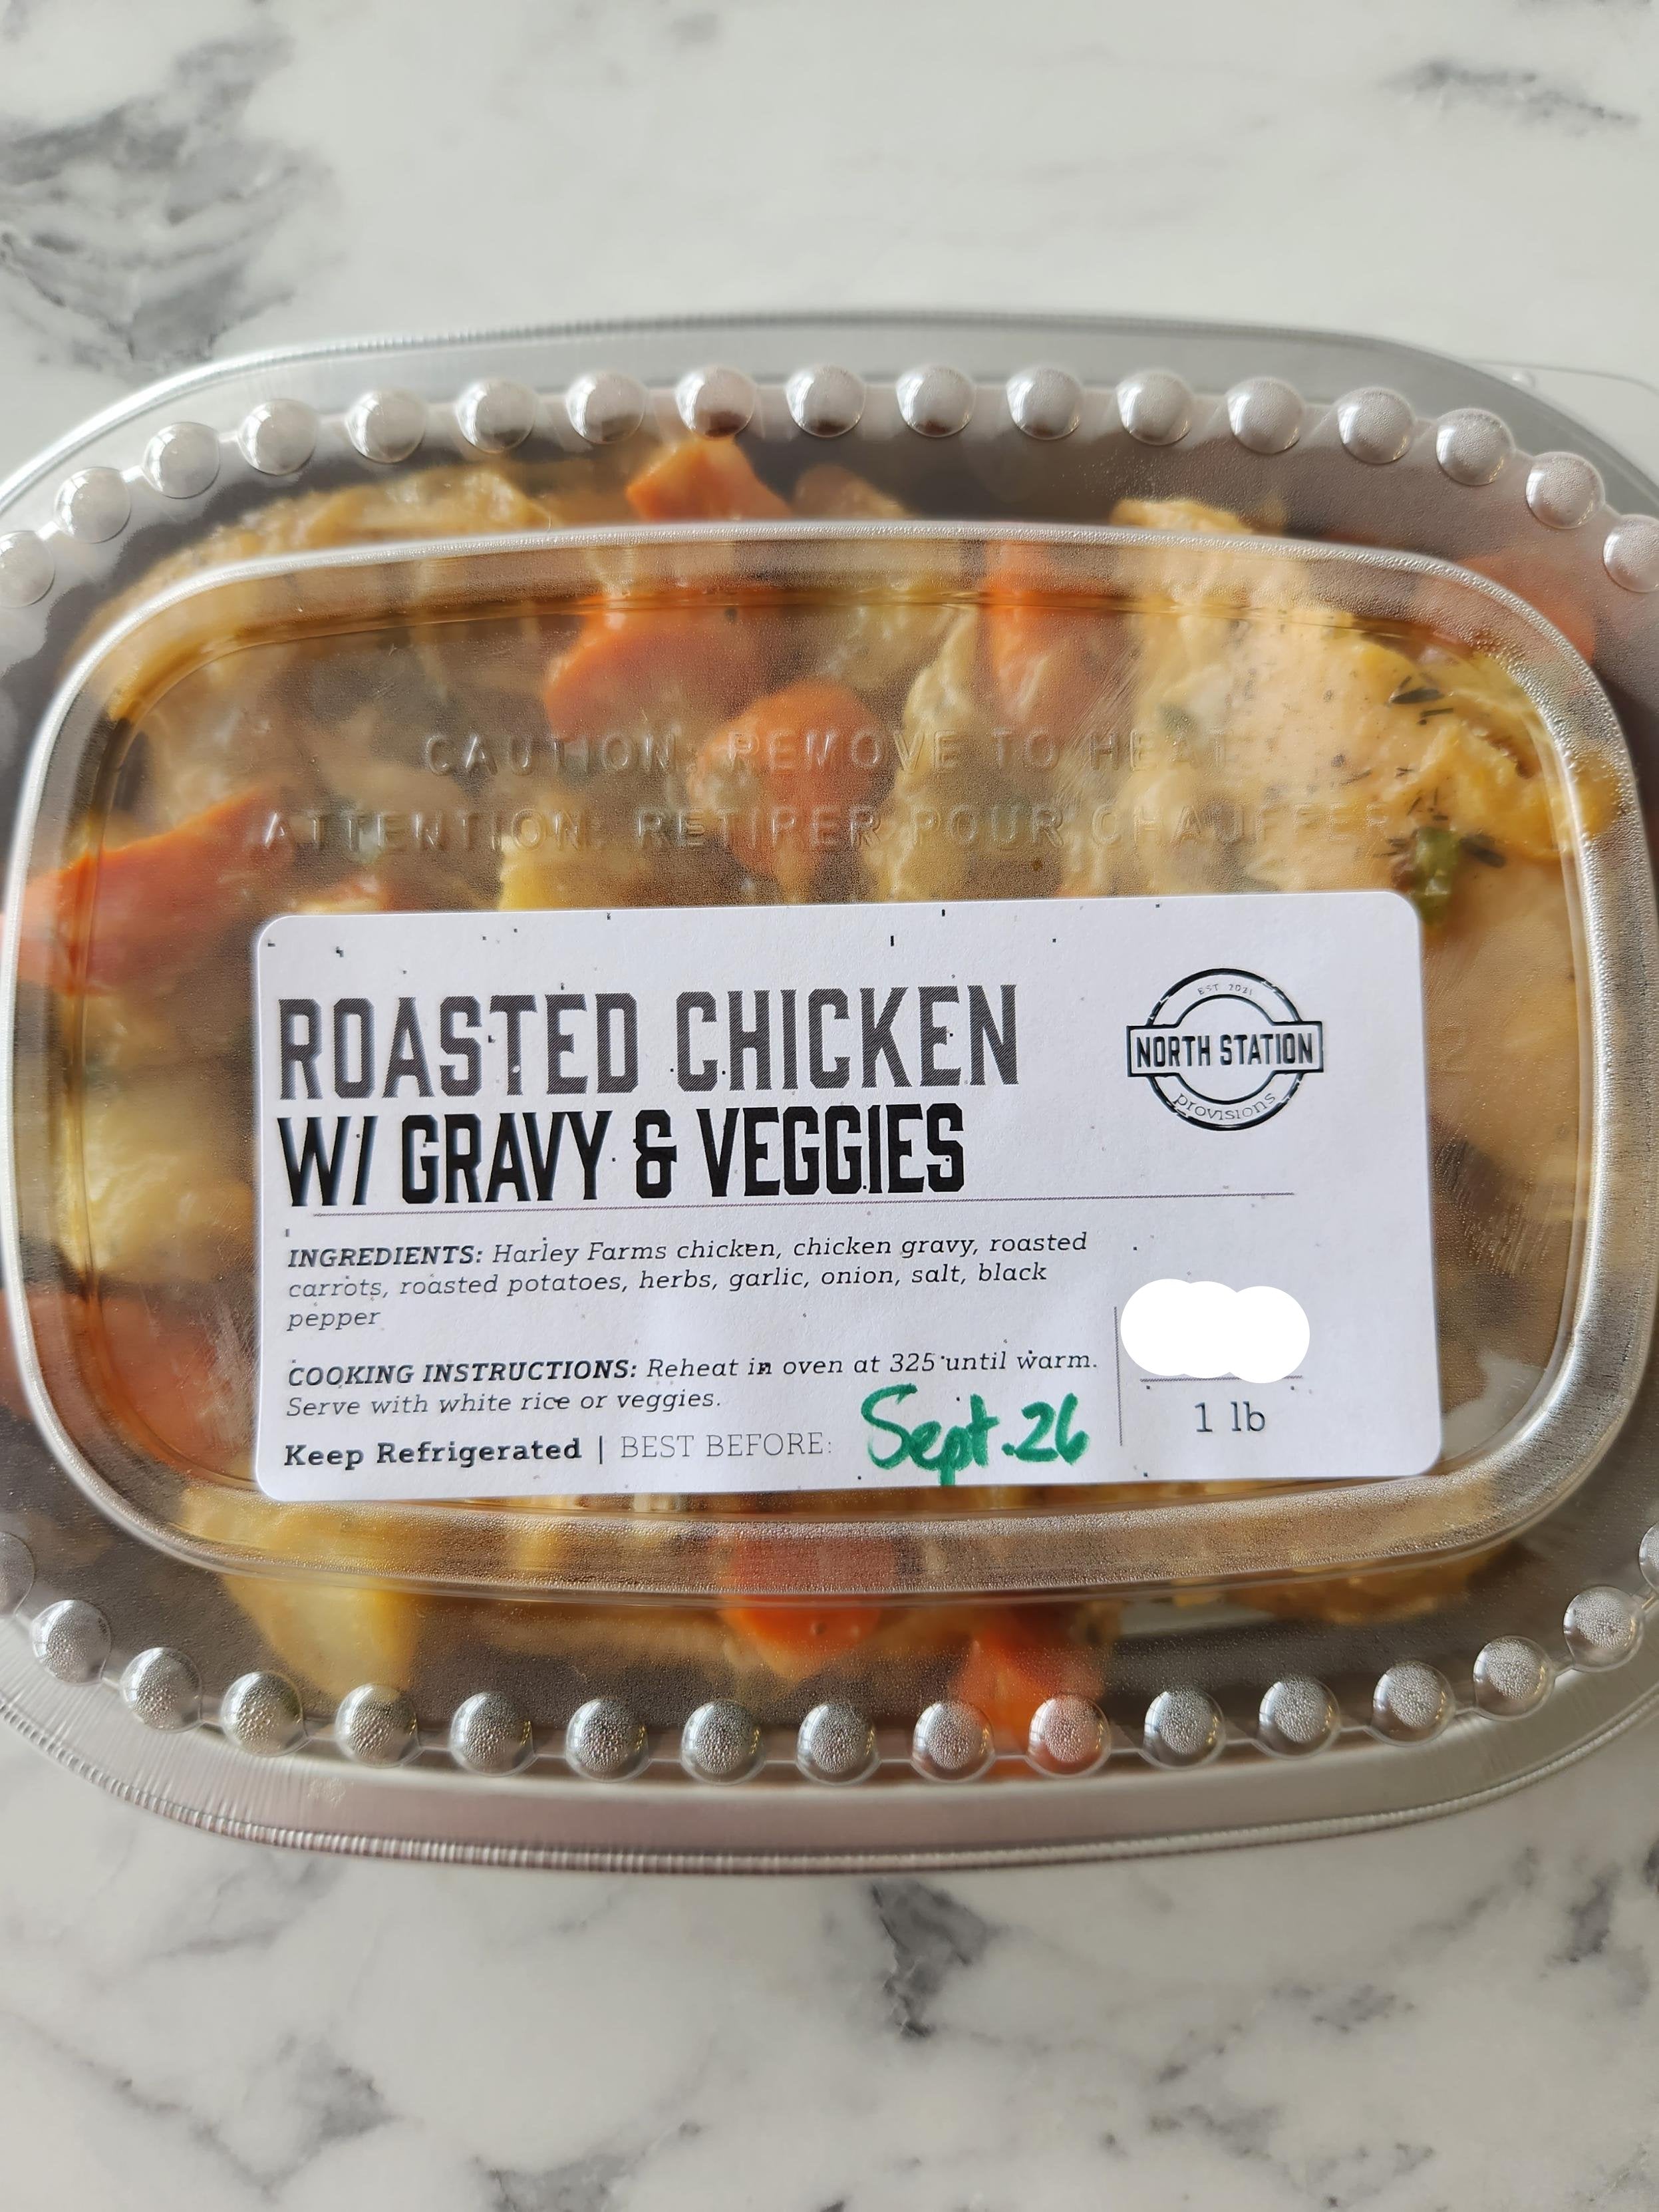 CAUTION: REMOVE TO HEAT
ATTENTION: RETIRER POUR CHAUFFER
ROASTED CHICKEN
W/ GRAVY & VEGGIES
EST 2021
NORTH STATION
provisions
INGREDIENTS: Harley Farms chicken, chicken gravy, roasted
carrots, roasted potatoes, herbs, garlic, onion, salt, black
pepper
COOKING INSTRUCTIONS: Reheat in oven at 325 until warm.
Serve with white rice or veggies.
Keep Refrigerated | BEST BEFORE: Sept.26
1 lb